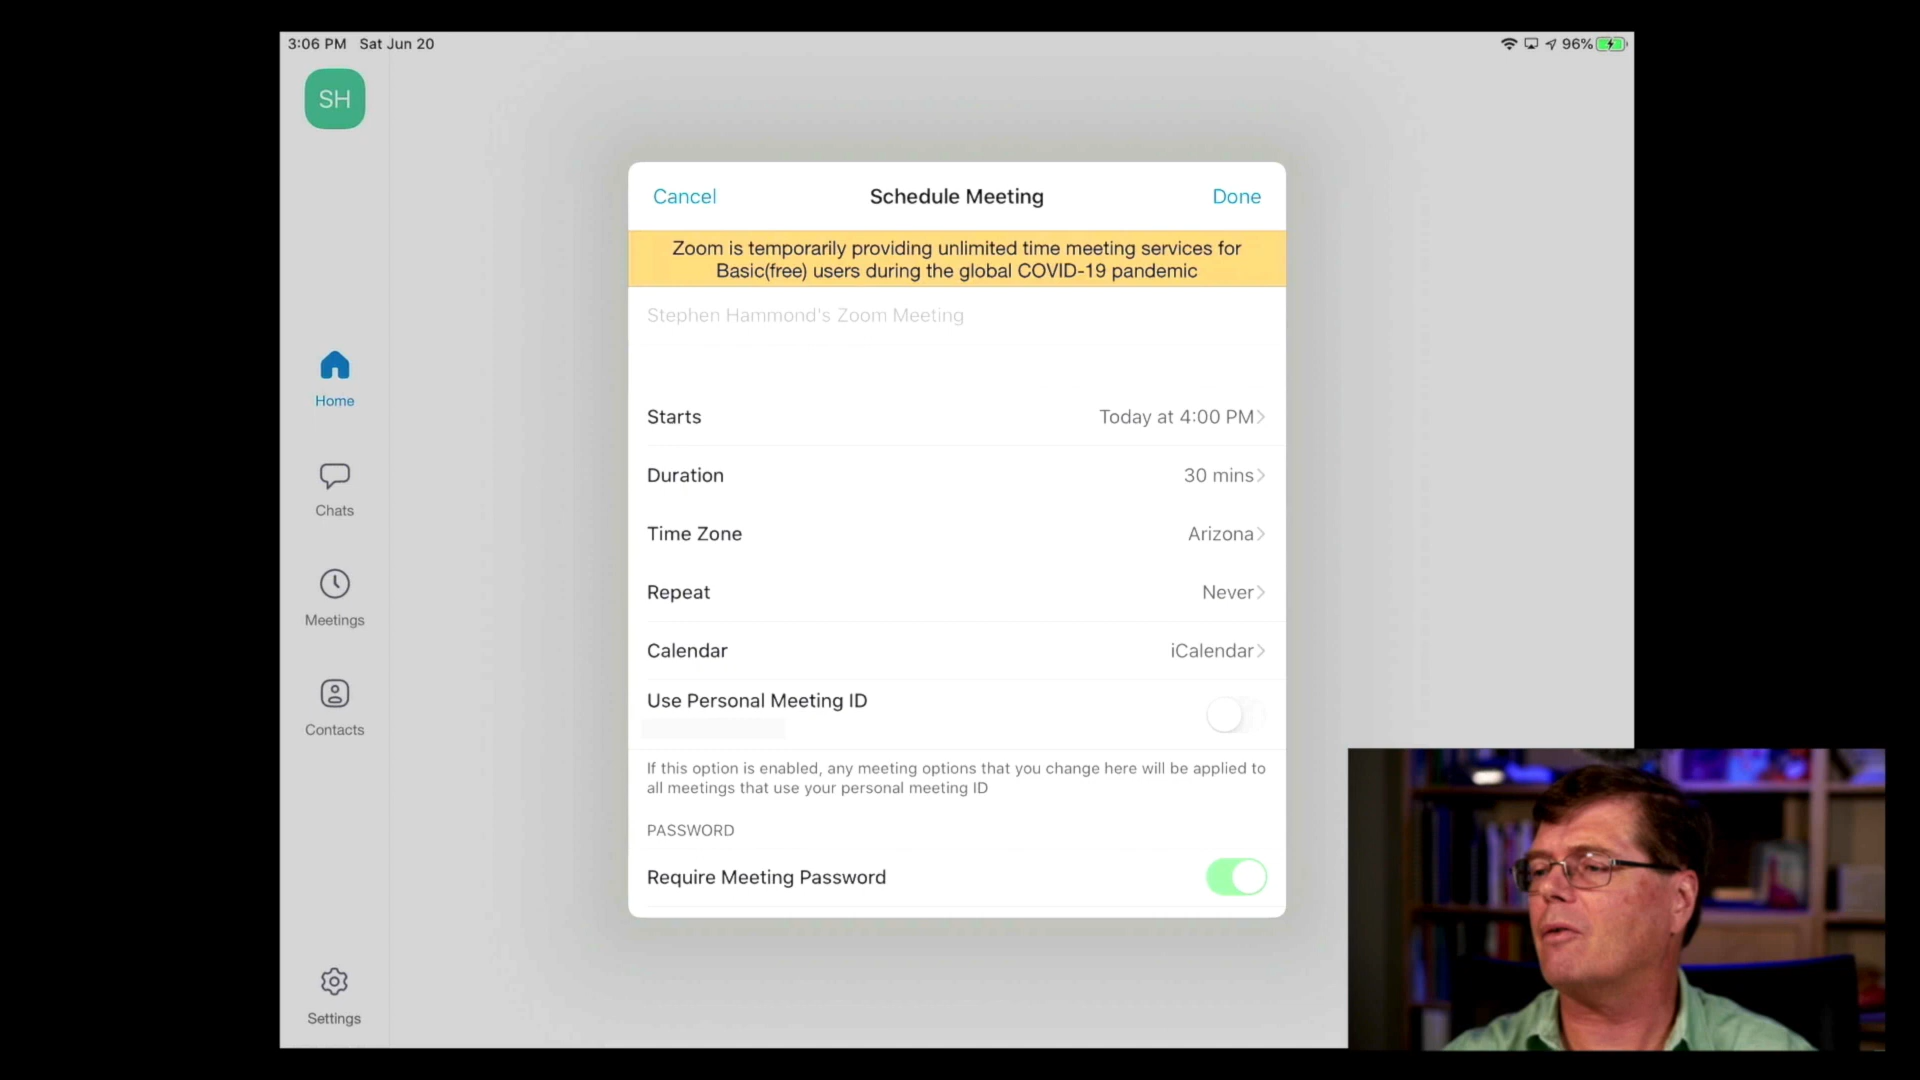 3:06 PM Sat Jun 20
96%
SH
Cancel
Schedule Meeting
Done
Zoom is temporarily providing unlimited time meeting services for
Basic(free) users during the global COVID-19 pandemic
Stephen Hammond's Zoom Meeting
Starts
Today at 4:00 PM
Duration
30 mins
Time Zone
Arizona
Repeat
Never
Calendar
iCalendar
Use Personal Meeting ID
If this option is enabled, any meeting options that you change here will be applied to
all meetings that use your personal meeting ID
PASSWORD
Require Meeting Password
Home
Chats
Meetings
Contacts
Settings